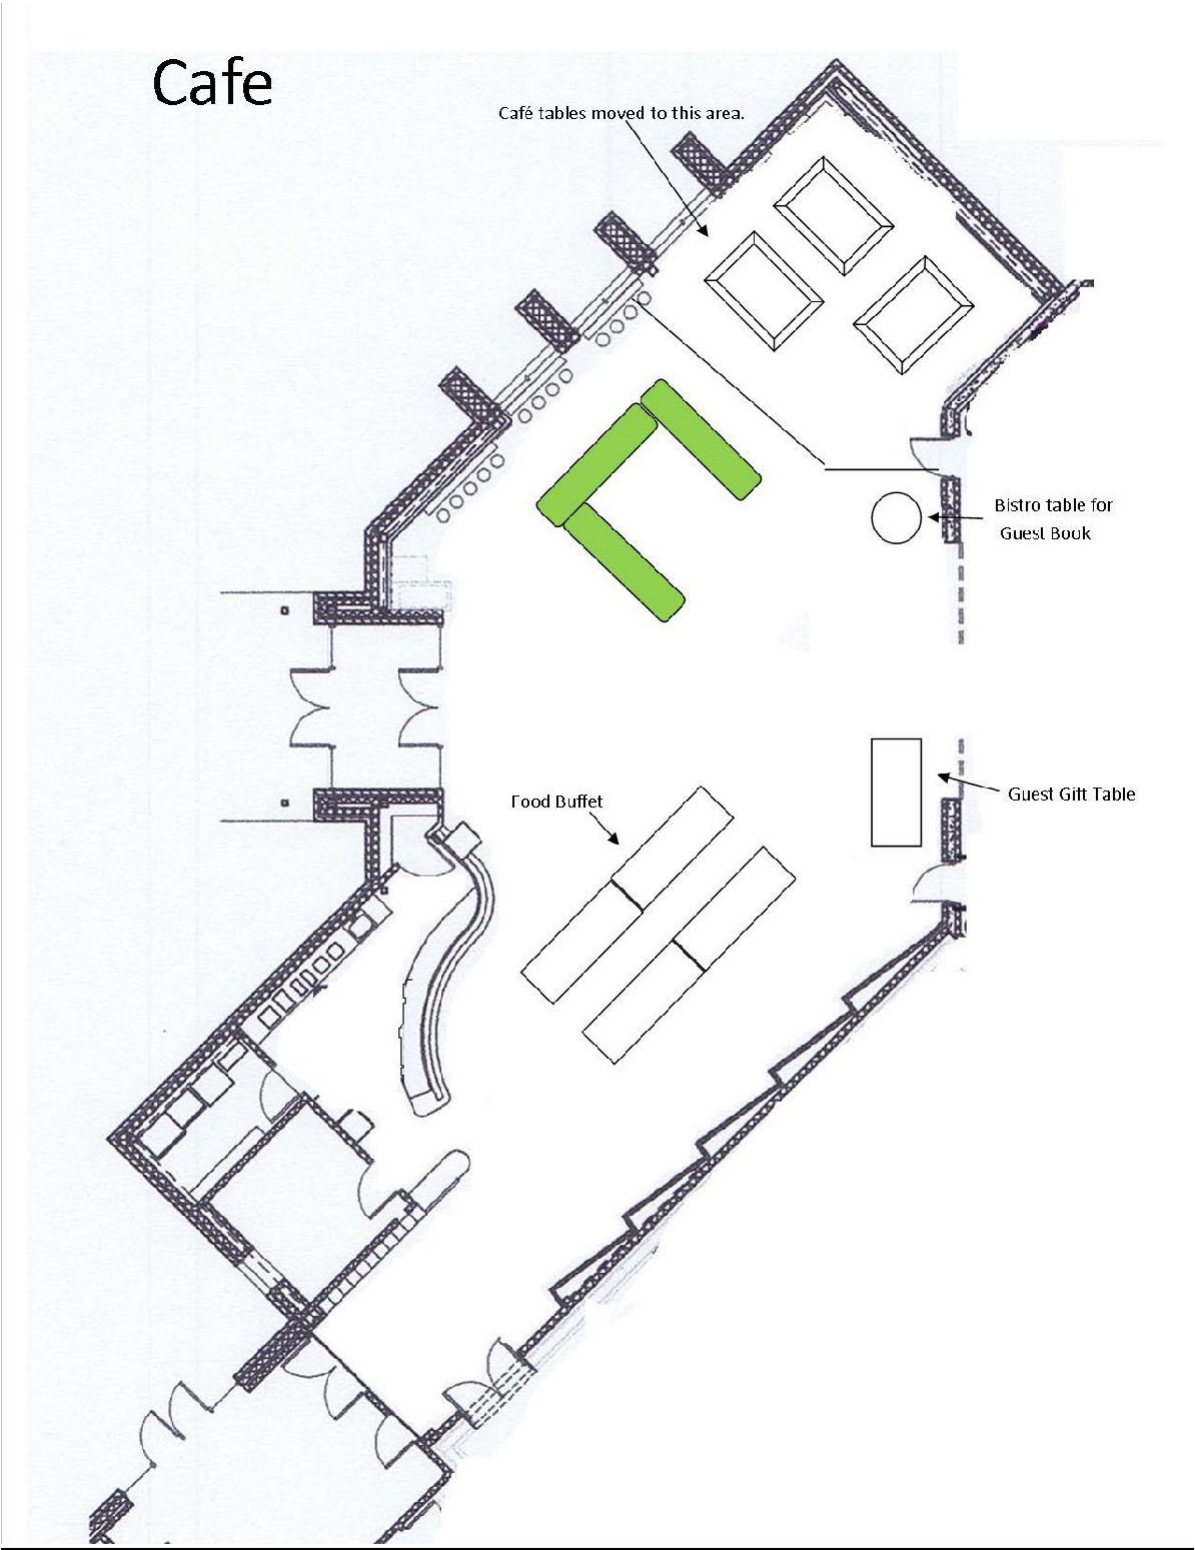 Cafe
Café tables moved to this area.
Bistro table for
Guest Book
Guest Gift Table
Food Buffet